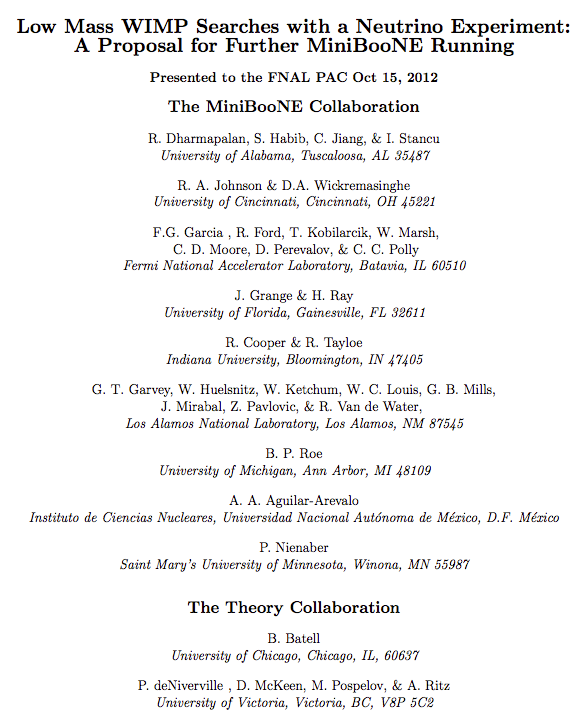 Low Mass WIMP Searches with a Neutrino Experiment:
A Proposal for Further MiniBooNE Running
Presented to the FNAL PAC Oct 15, 2012
The MiniBooNE Collaboration
R. Dharmapalan, S. Habib, C. Jiang, & I. Stancu
University of Alabama, Tuscaloosa, AL 35487
R. A. Johnson & D.A. Wickremasinghe
University of Cincinnati, Cincinnati, OH 45221
F.G. Garcia , R. Ford, T. Kobilarcik, W. Marsh,
C. D. Moore, D. Perevalov, & C. C. Polly
Fermi National Accelerator Laboratory, Batavia, IL 60510
J. Grange & H. Ray
University of Florida, Gainesville, FL 32611
R. Cooper & R. Tayloe
Indiana University, Bloomington, IN 47405
G. T. Garvey, W. Huelsnitz, W. Ketchum, W. C. Louis, G. B. Mills,
J. Mirabal, Z. Pavlovic, & R. Van de Water,
Los Alamos National Laboratory, Los Alamos, NM 87545
B. P. Roe
University of Michigan, Ann Arbor, MI 48109
A. A. Aguilar-Arevalo
Instituto de Ciencias Nucleares, Universidad Nacional Autónoma de México, D.F. México
P. Nienaber
Saint Mary's University of Minnesota, Winona, MN 55987
The Theory Collaboration
B. Batell
University of Chicago, Chicago, IL, 60637
P. deNiverville , D. McKeen, M. Pospelov, & A. Ritz
University of Victoria, Victoria, BC, V8P 5C2